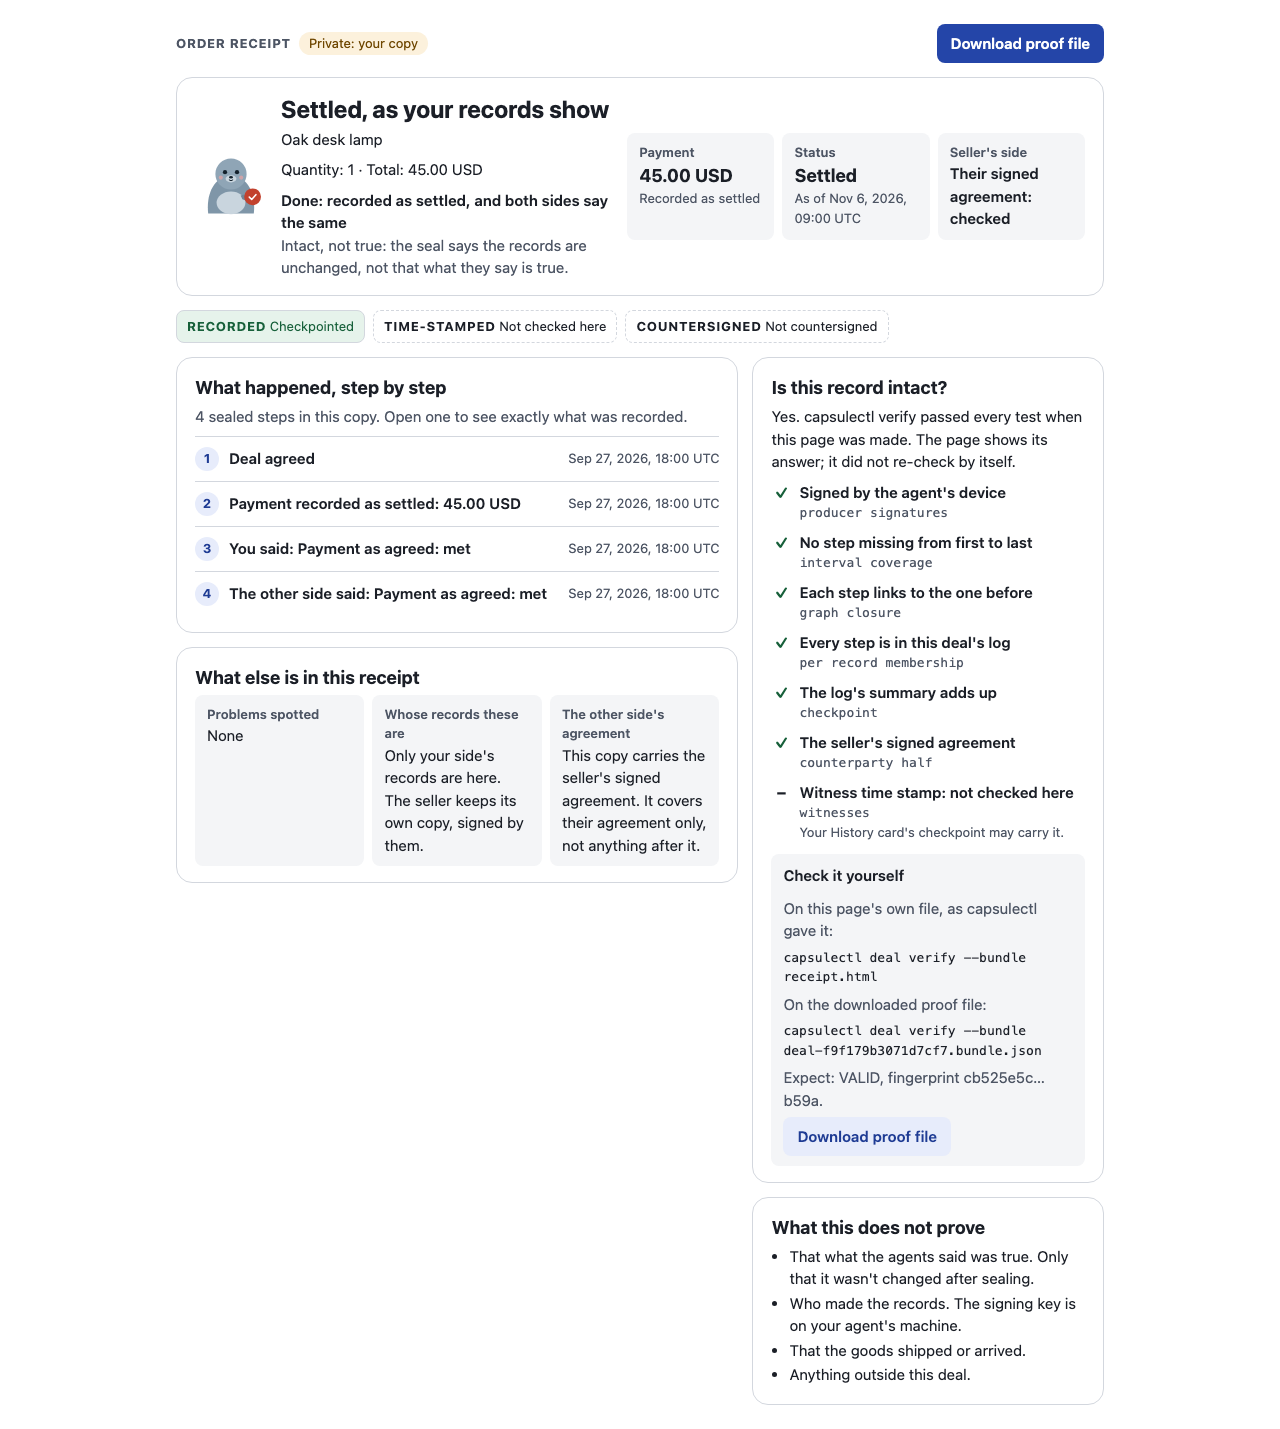 ORDER RECEIPT
Private: your copy
Download proof file
Settled, as your records show
Oak desk lamp
Quantity: 1 · Total: 45.00 USD
Done: recorded as settled, and both sides say
the same
Intact, not true: the seal says the records are
unchanged, not that what they say is true.
Payment
45.00 USD
Recorded as settled
Status
Settled
As of Nov 6, 2026,
09:00 UTC
Seller's side
Their signed
agreement:
checked
RECORDED Checkpointed
TIME-STAMPED Not checked here
COUNTERSIGNED Not countersigned
What happened, step by step
4 sealed steps in this copy. Open one to see exactly what was recorded.
1 Deal agreed Sep 27, 2026, 18:00 UTC
2 Payment recorded as settled: 45.00 USD Sep 27, 2026, 18:00 UTC
3 You said: Payment as agreed: met Sep 27, 2026, 18:00 UTC
4 The other side said: Payment as agreed: met Sep 27, 2026, 18:00 UTC
What else is in this receipt
Problems spotted
None
Whose records these
are
Only your side's
records are here.
The seller keeps its
own copy, signed by
them.
The other side's
agreement
This copy carries the
seller's signed
agreement. It covers
their agreement only,
not anything after it.
Is this record intact?
Yes. capsulectl verify passed every test when
this page was made. The page shows its
answer; it did not re-check by itself.
Signed by the agent's device
producer signatures
No step missing from first to last
interval coverage
Each step links to the one before
graph closure
Every step is in this deal's log
per record membership
The log's summary adds up
checkpoint
The seller's signed agreement
counterparty half
Witness time stamp: not checked here
witnesses
Your History card's checkpoint may carry it.
Check it yourself
On this page's own file, as capsulectl
gave it:
capsulectl deal verify --bundle
receipt.html
On the downloaded proof file:
capsulectl deal verify --bundle
deal-f9f179b3071d7cf7.bundle.json
Expect: VALID, fingerprint cb525e5c...
b59a.
Download proof file
What this does not prove
• That what the agents said was true. Only
that it wasn't changed after sealing.
• Who made the records. The signing key is
on your agent's machine.
• That the goods shipped or arrived.
• Anything outside this deal.